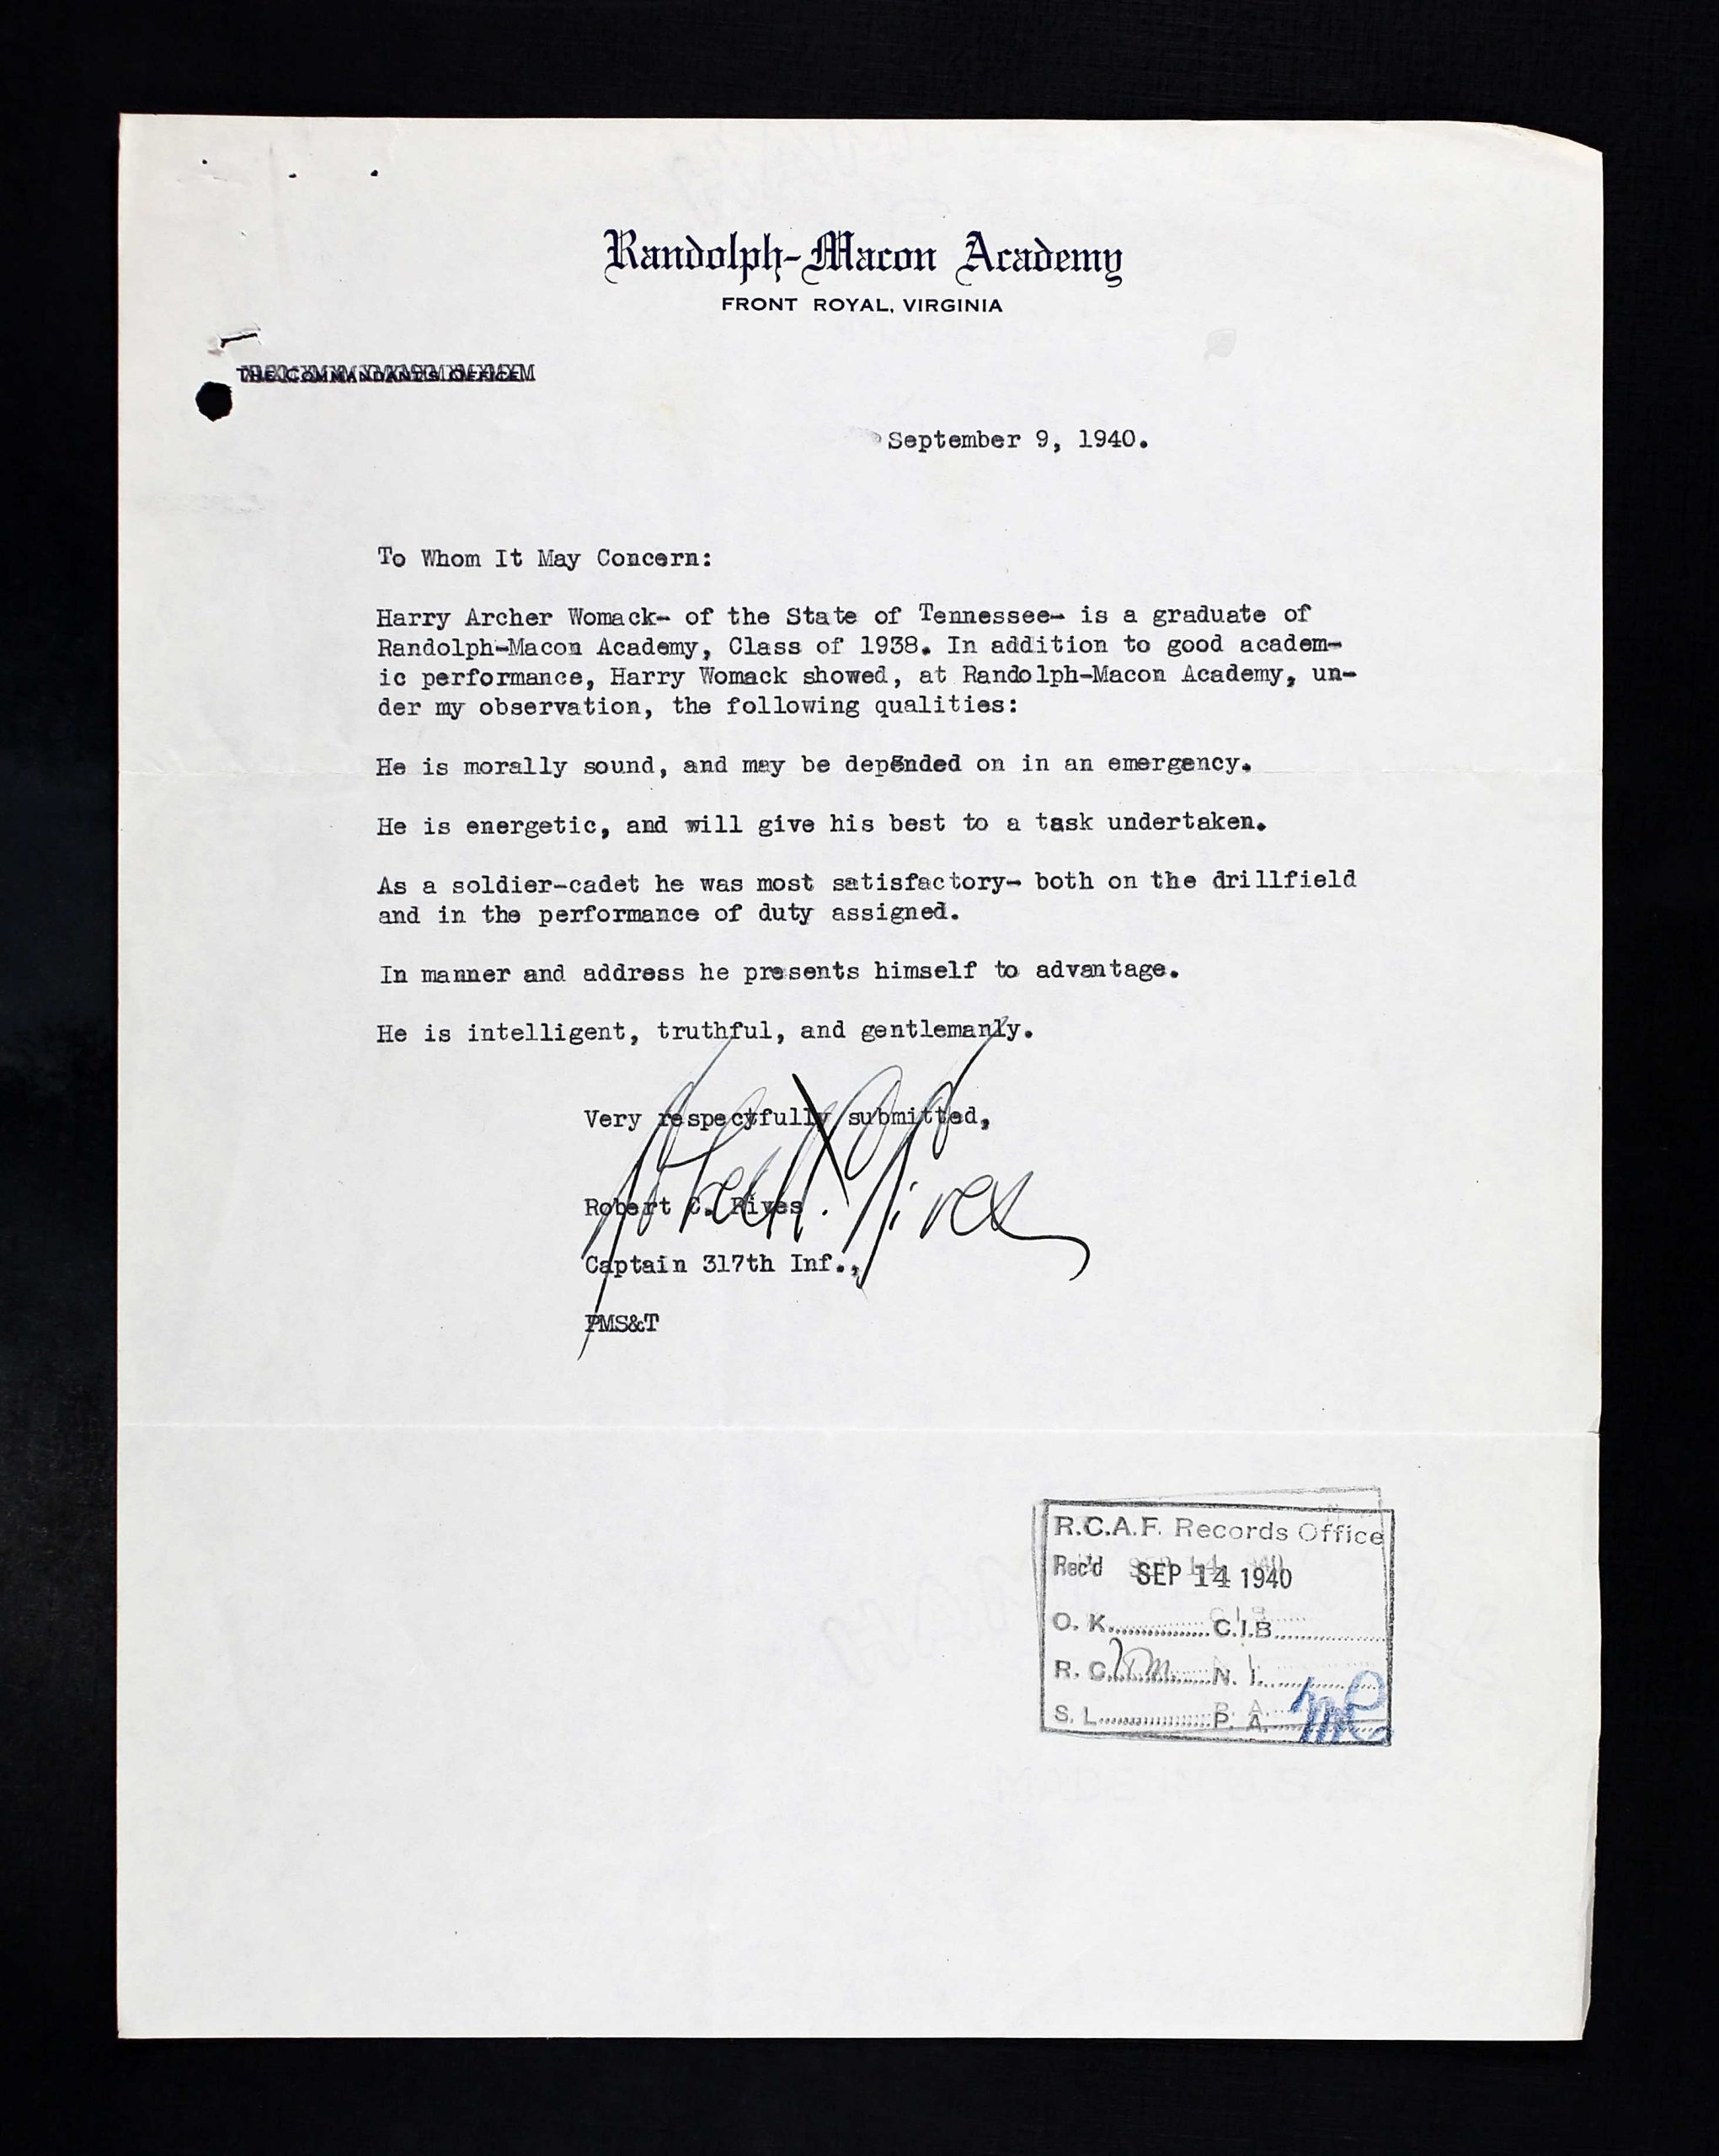 Randolph-Macon Academy
FRONT ROYAL, VIRGINIA
THE COMMANDANT'S OFFICE
September 9, 1940.
To Whom It May Concern:
Harry Archer Womack- of the State of Tennessee- is a graduate of
Randolph-Macon Academy, Class of 1938. In addition to good academ-
ic performance, Harry Womack showed, at Randolph-Macon Academy, un-
der my observation, the following qualities:
He is morally sound, and may be depended on in an emergency.
He is energetic, and will give his best to a task undertaken.
As a soldier-cadet he was most satisfactory- both on the drillfield
and in the performance of duty assigned.
In manner and address he presents himself to advantage.
He is intelligent, truthful, and gentlemanly.
Very respectfully submitted,
Robert C. Rives
Captain 317th Inf.,
PMS&T
R.C.A.F. Records Office
Rec'd SEP 14 1940
O. K. C.I.B.
R. C. N. I.
S. L. P. A.